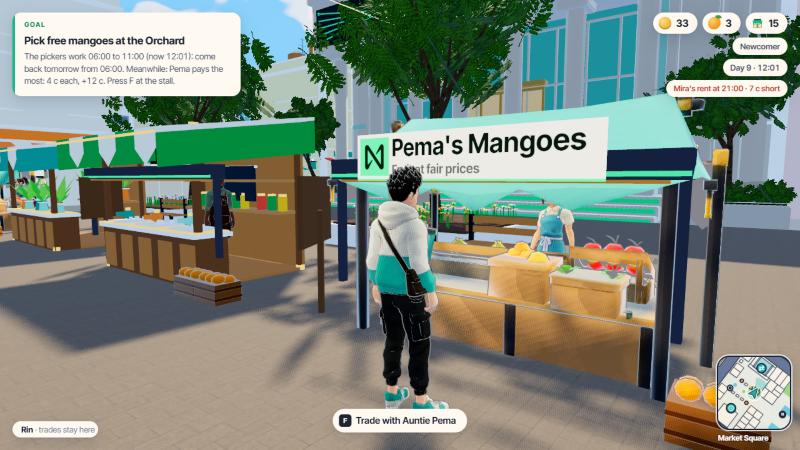 GOAL
Pick free mangoes at the Orchard
The pickers work 06:00 to 11:00 (now 12:01): come
back tomorrow from 06:00. Meanwhile: Pema pays the
most: 4 c each, +12 c. Press F at the stall.
33
3
15
Newcomer
Day 9 · 12:01
Mira's rent at 21:00 · 7 c short
Pema's Mangoes
fair prices
F Trade with Auntie Pema
Rin · trades stay here
Market Square